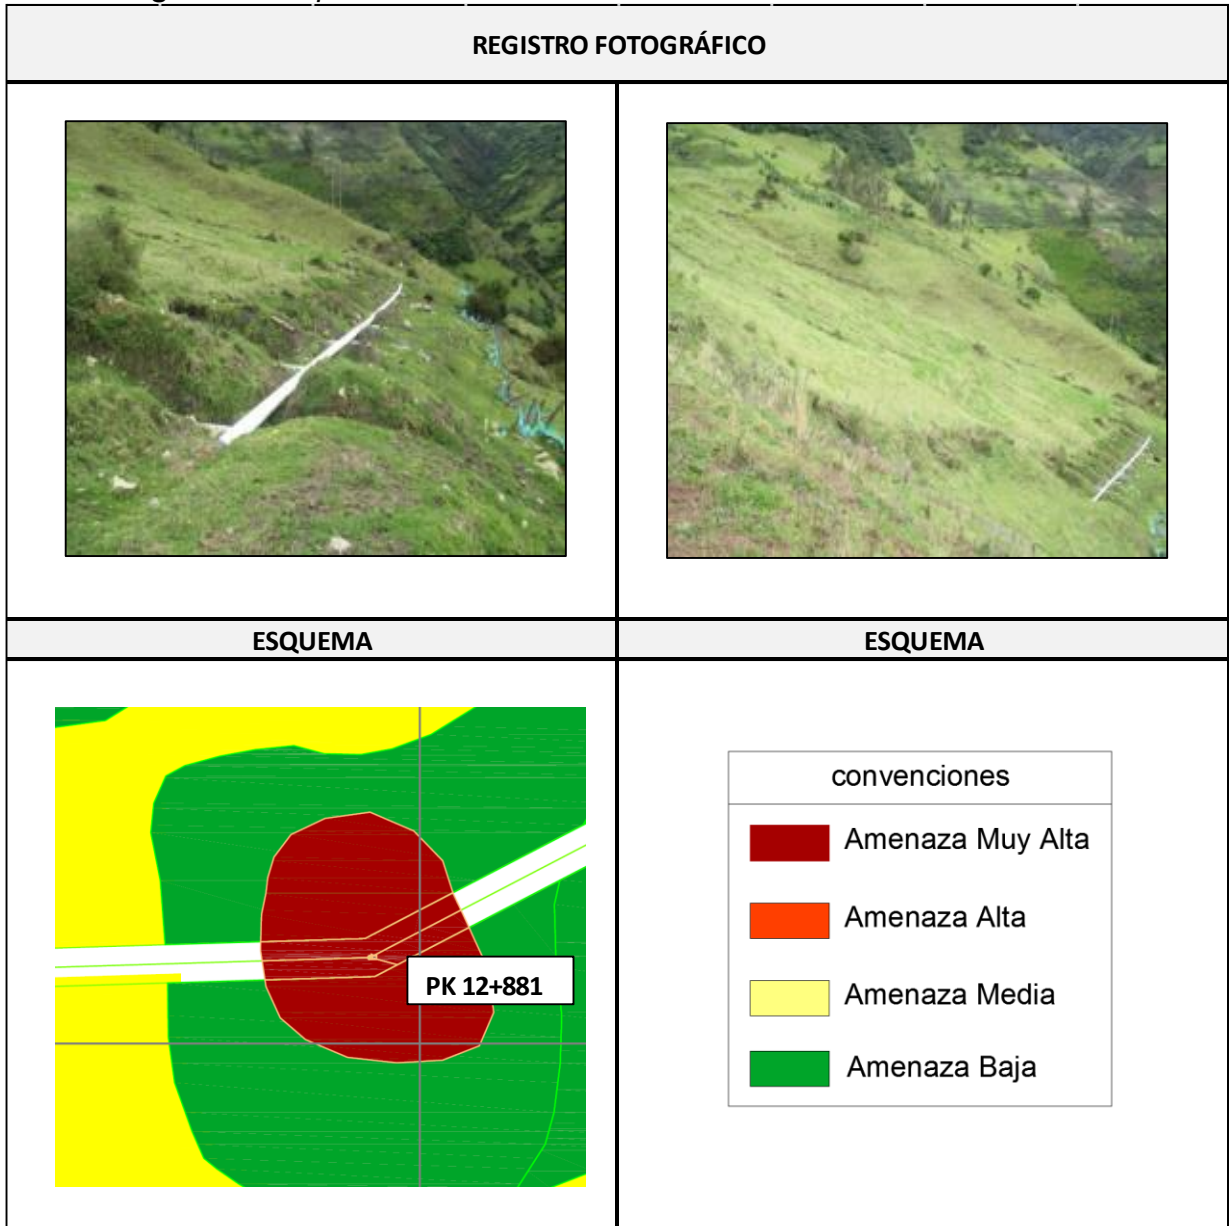 REGISTRO FOTOGRÁFICO
ESQUEMA
ESQUEMA
PK 12+881
convenciones
Amenaza Muy Alta
Amenaza Alta
Amenaza Media
Amenaza Baja